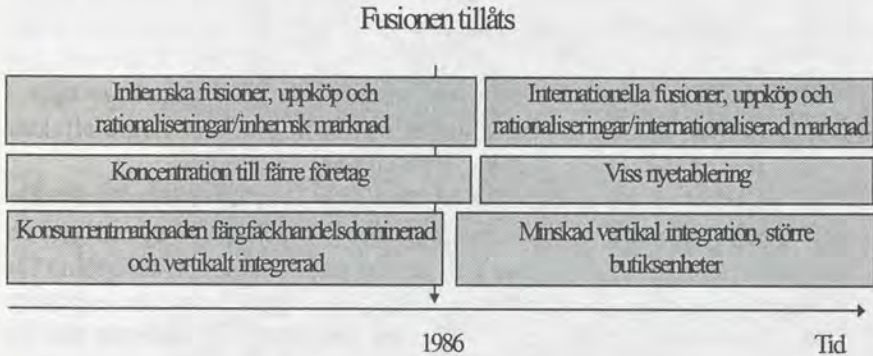 Fusionen tillåts
Inhemska fusioner, uppköp och
rationaliseringar/inhemsk marknad
Internationella fusioner, uppköp och
rationaliseringar/internationaliserad marknad
Koncentration till färre företag
Viss nyetablering
Konsumentmarknaden färgfackhandelsdominerad
och vertikalt integrerad
Minskad vertikal integration, större
butiksenheter
1986
Tid